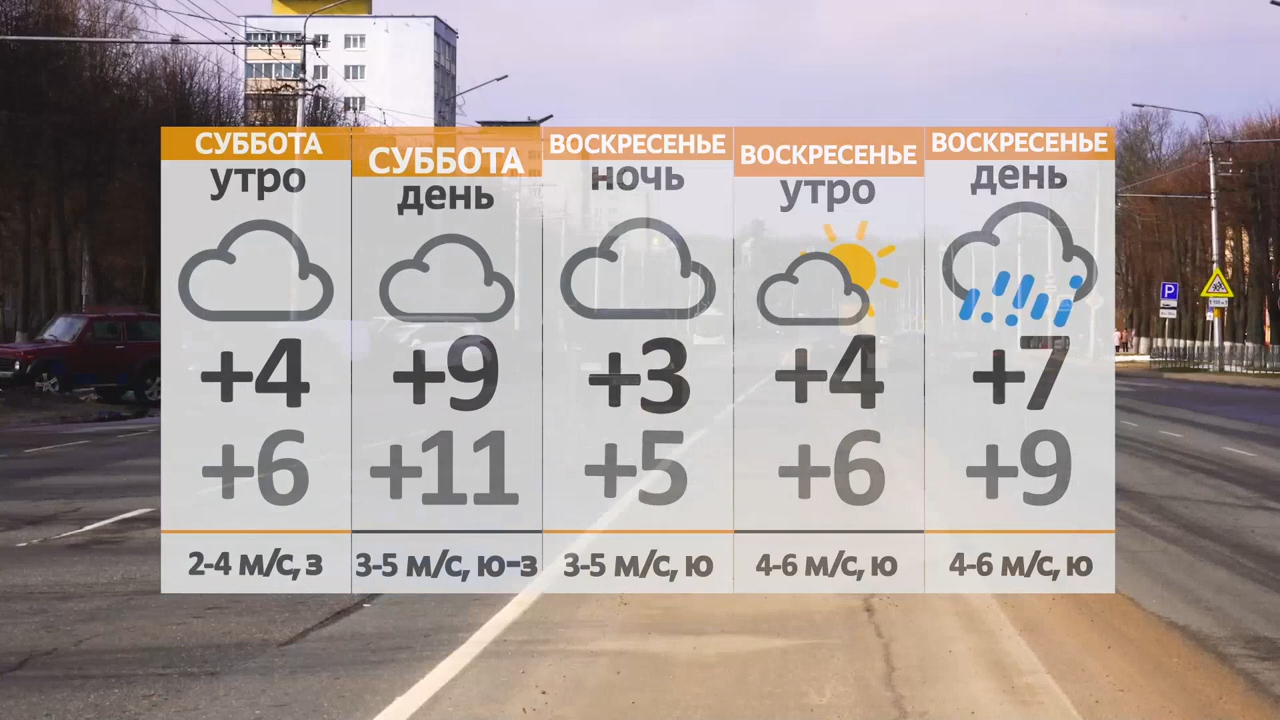 СУББОТА
утро
+4
+6
2-4 м/с, з
СУББОТА
день
+9
+11
3-5 м/с, ю-з
ВОСКРЕСЕНЬЕ
ночь
+3
+5
3-5 м/с, ю
ВОСКРЕСЕНЬЕ
утро
+4
+6
4-6 м/с, ю
ВОСКРЕСЕНЬЕ
день
+7
+9
4-6 м/с, ю
P